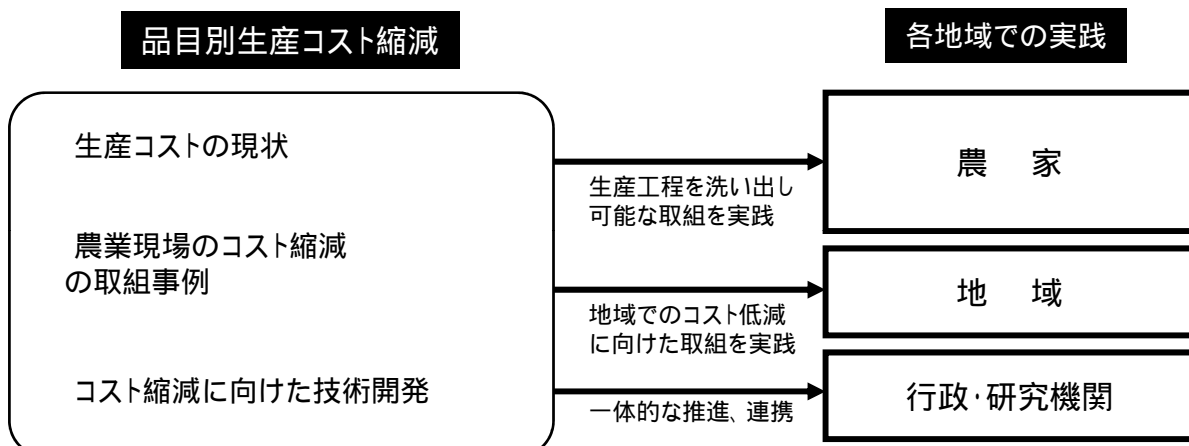 品目別生産コスト縮減
各地域での実践
生産コストの現状
農業現場のコスト縮減
の取組事例
コスト縮減に向けた技術開発
生産工程を洗い出し
可能な取組を実践
地域でのコスト低減
に向けた取組を実践
一体的な推進、連携
農　家
地　域
行政・研究機関